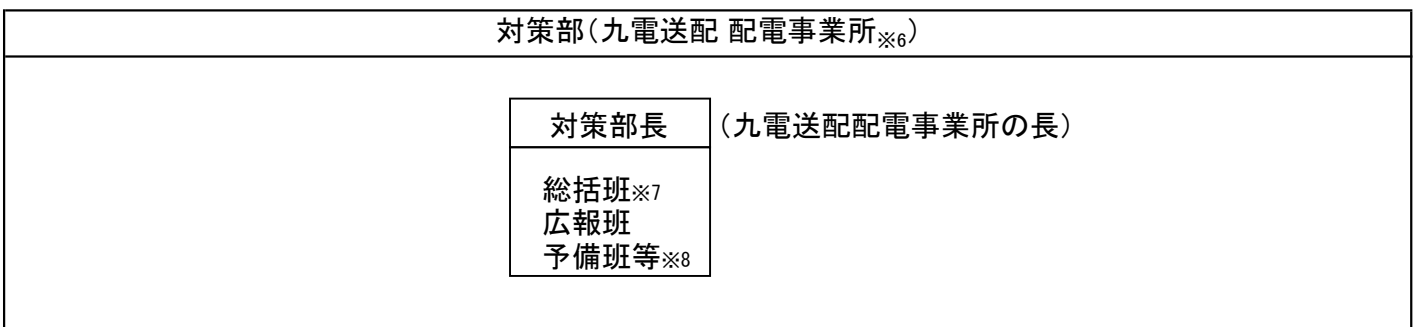 対策部（九電送配 配電事業所※6）
対策部長 （九電送配配電事業所の長）
総括班※7
広報班
予備班等※8